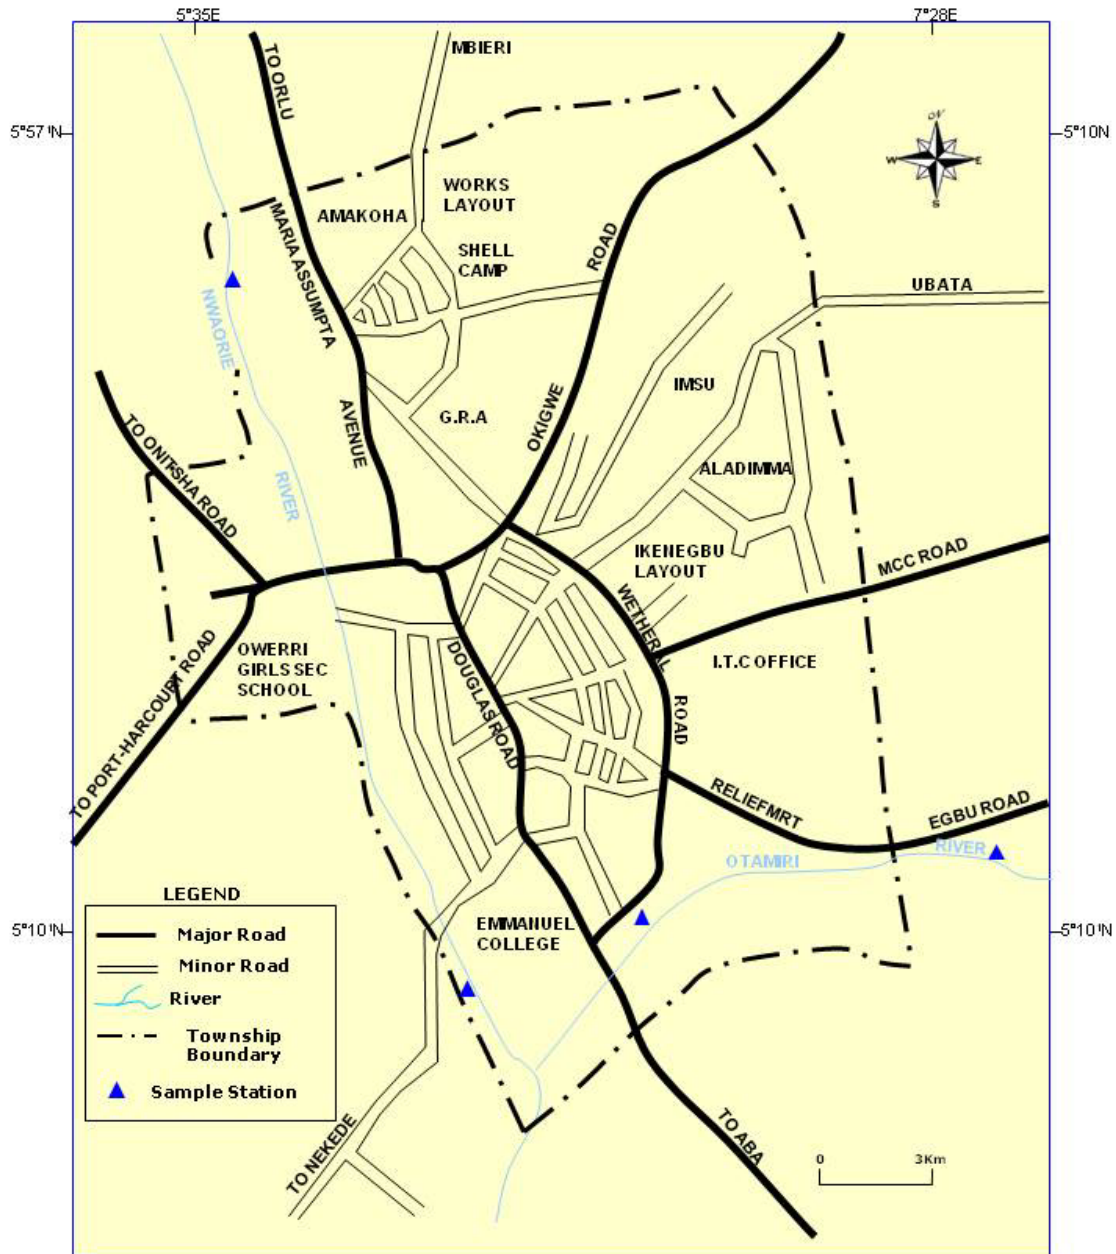 5°35E
7°28E
MBIERI
TO ORLU
5°57'N
5°10N
N
W
E
S
WORKS
LAYOUT
AMAKOHA
MARIA ASSUMPTA
SHELL
CAMP
ROAD
UBATA
NWAORIE
IMSU
AVENUE
G.R.A
OKIGWE
TO ONITSHA ROAD
ALADIMMA
RIVER
IKENEGBU
LAYOUT
MCC ROAD
WETHERAL
OWERRI
GIRLS SEC
SCHOOL
DOUGLAS ROAD
I.T.C OFFICE
TO PORT-HARCOURT ROAD
ROAD
RELIEFMRT
EGBU ROAD
OTAMIRI
RIVER
LEGEND
5°10'N
5°10'N
EMMANUEL
COLLEGE
Major Road
Minor Road
River
Township
Boundary
Sample Station
TO NEKEDE
TO ABA
0
3Km